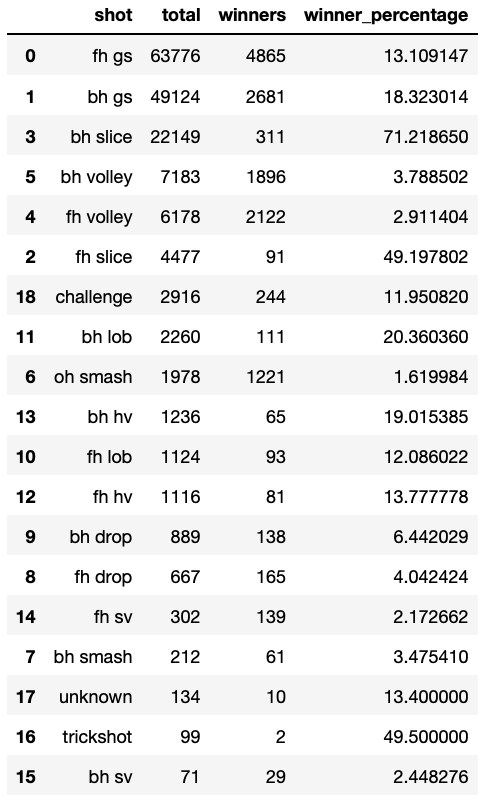 shot total winners winner_percentage
0 fh gs 63776 4865 13.109147
1 bh gs 49124 2681 18.323014
3 bh slice 22149 311 71.218650
5 bh volley 7183 1896 3.788502
4 fh volley 6178 2122 2.911404
2 fh slice 4477 91 49.197802
18 challenge 2916 244 11.950820
11 bh lob 2260 111 20.360360
6 oh smash 1978 1221 1.619984
13 bh hv 1236 65 19.015385
10 fh lob 1124 93 12.086022
12 fh hv 1116 81 13.777778
9 bh drop 889 138 6.442029
8 fh drop 667 165 4.042424
14 fh sv 302 139 2.172662
7 bh smash 212 61 3.475410
17 unknown 134 10 13.400000
16 trickshot 99 2 49.500000
15 bh sv 71 29 2.448276